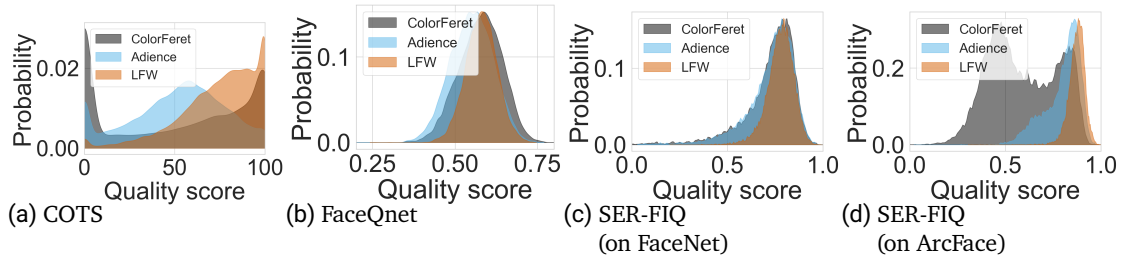 Probability
0.02
0.00
ColorFeret
Adience
LFW
0
50
100
Quality score
(a) COTS
Probability
0.1
0.0
ColorFeret
Adience
LFW
0.25
0.50
0.75
Quality score
(b) FaceQnet
Probability
0.1
0.0
ColorFeret
Adience
LFW
0.5
1.0
Quality score
(c) SER-FIQ
(on FaceNet)
Probability
0.2
0.0
ColorFeret
Adience
LFW
0.0
0.5
1.0
Quality score
(d) SER-FIQ
(on ArcFace)